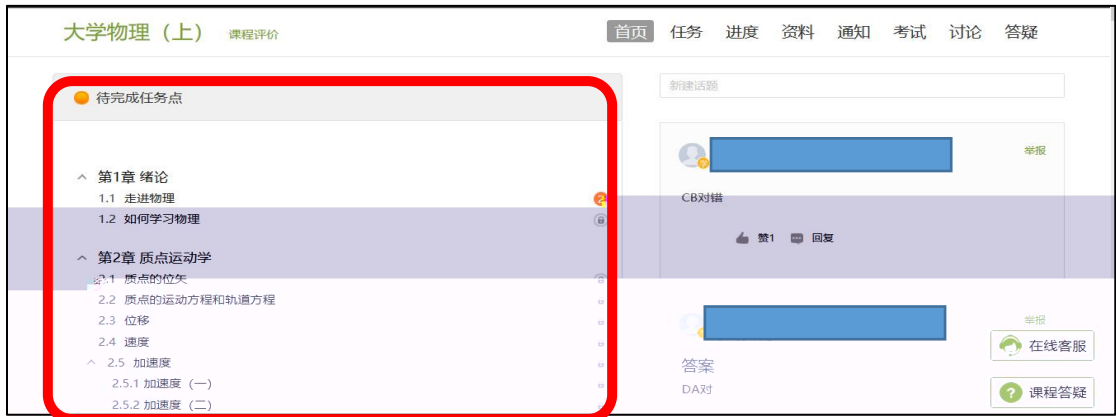 大学物理（上） 课程评价
首页 任务 进度 资料 通知 考试 讨论 答疑
待完成任务点
第1章 绪论
1.1 走进物理 2
1.2 如何学习物理
第2章 质点运动学
2.1 质点的位矢
2.2 质点的运动方程和轨道方程
2.3 位移
2.4 速度
2.5 加速度
2.5.1 加速度（一）
2.5.2 加速度（二）
新建话题
举报
CB对错
赞1 回复
举报
答案
DA对
在线客服
? 课程答疑